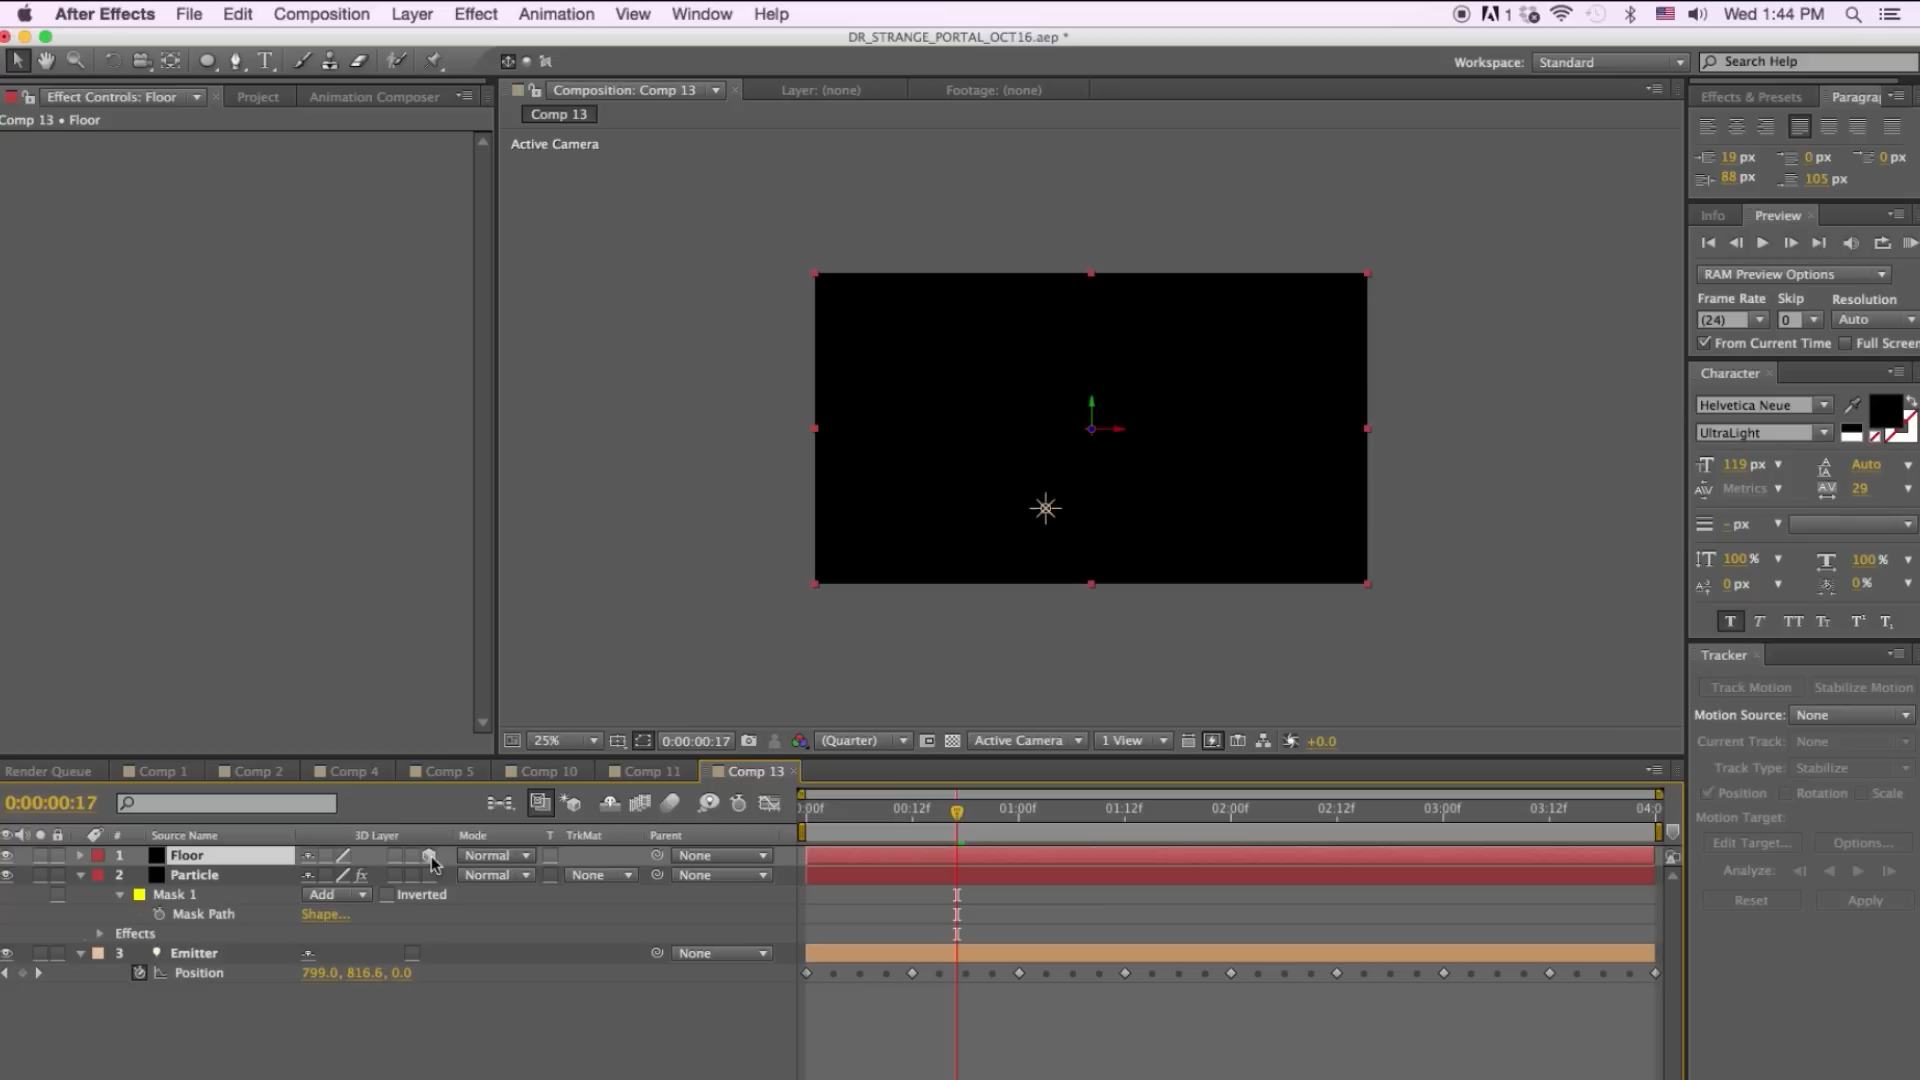 After Effects File Edit Composition Layer Effect Animation View Window Help 1 Wed 1:44 PM
DR_STRANGE_PORTAL_OCT16.aep *
T Workspace: Standard Search Help
Effect Controls: Floor Project Animation Composer Composition: Comp 13 Layer: (none) Footage: (none) Effects & Presets Paragra
Comp 13 • Floor Comp 13
Active Camera
19 px 0 px 0 px
88 px 105 px
Info Preview
RAM Preview Options
Frame Rate Skip Resolution
(24) 0 Auto
From Current Time Full Screen
Character
Helvetica Neue
UltraLight
119 px Auto
Metrics 29
- px
100 % 100 %
0 px 0 %
T T TT Tт T¹ T,
Tracker
Track Motion Stabilize Motion
Motion Source: None
Current Track: None
Track Type: Stabilize
Position Rotation Scale
Motion Target:
Edit Target... Options...
Analyze:
Reset Apply
25% 0:00:00:17 (Quarter) Active Camera 1 View +0.0
Render Queue Comp 1 Comp 2 Comp 4 Comp 5 Comp 10 Comp 11 Comp 13
0:00:00:17 :00f 00:12f 01:00f 01:12f 02:00f 02:12f 03:00f 03:12f 04:0
# Source Name 3D Layer Mode T TrkMat Parent
1 Floor Normal None
2 Particle fx Normal None None
Mask 1 Add Inverted
Mask Path Shape...
Effects
3 Emitter None
Position 799.0, 816.6, 0.0